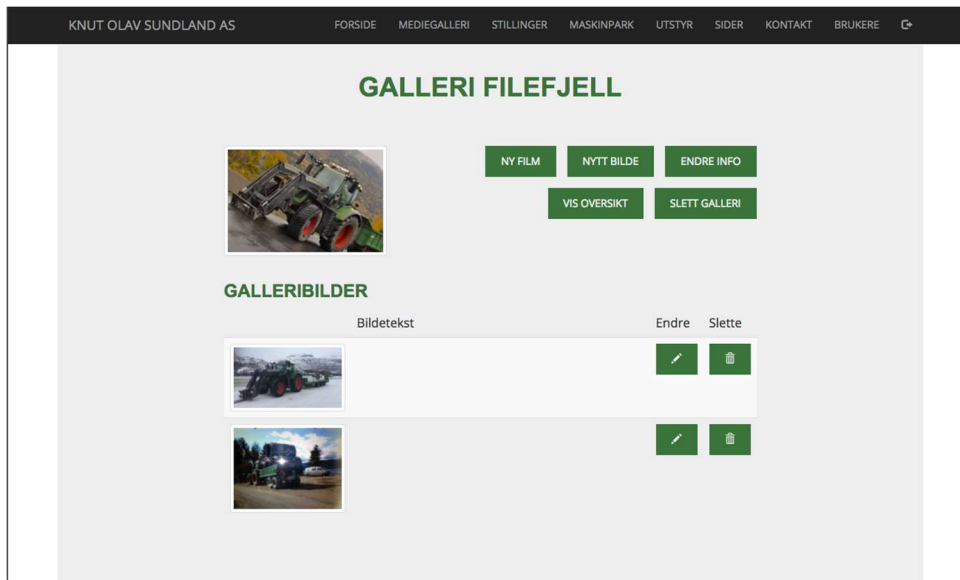 KNUT OLAV SUNDLAND AS FORSIDE MEDIEGALLERI STILLINGER MASKINPARK UTSTYR SIDER KONTAKT BRUKERE
GALLERI FILEFJELL
NY FILM NYTT BILDE ENDRE INFO
VIS OVERSIKT SLETT GALLERI
GALLERIBILDER
Bildetekst Endre Slette